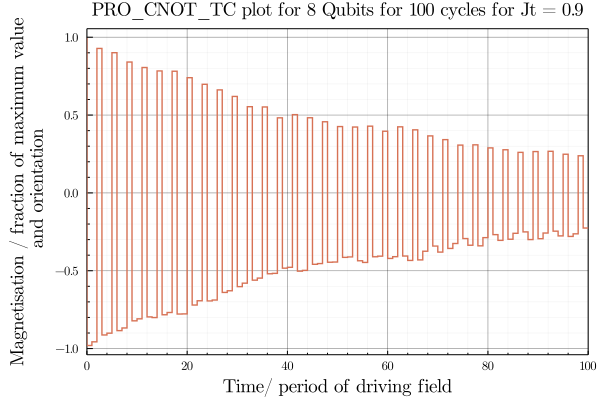 PRO_CNOT_TC plot for 8 Qubits for 100 cycles for Jt = 0.9
Magnetisation / fraction of maximum value
and orientation
1.0
0.5
0.0
−0.5
−1.0
0
20
40
60
80
100
Time/ period of driving field